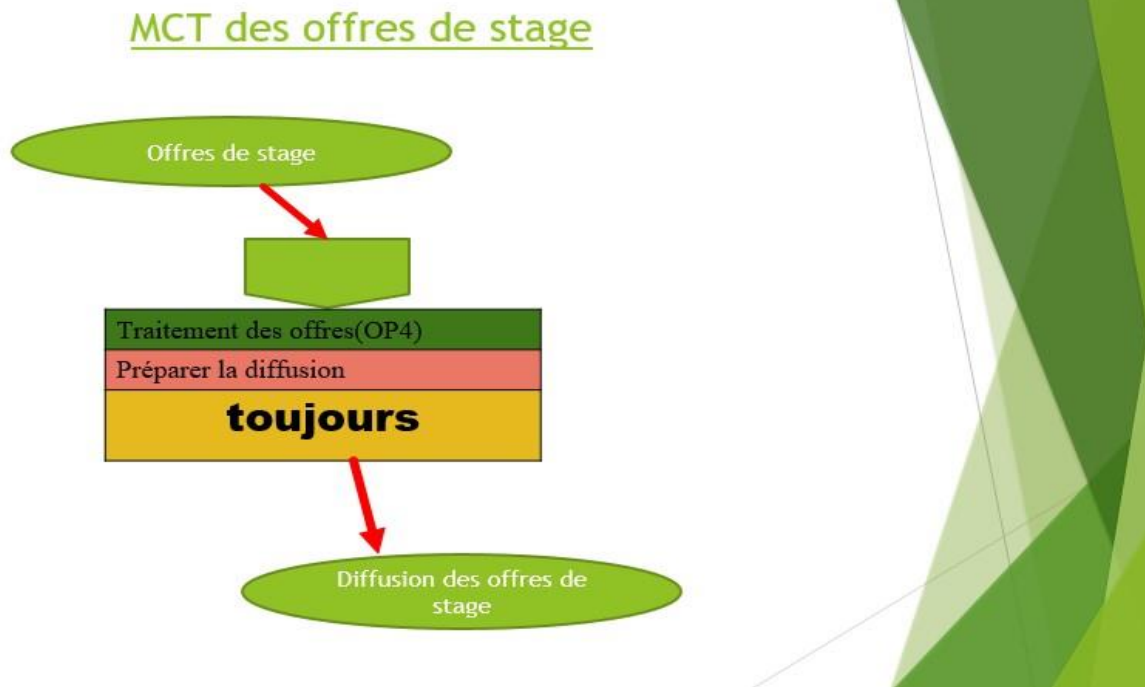 MCT des offres de stage
Offres de stage
Traitement des offres(OP4)
Préparer la diffusion
toujours
Diffusion des offres de
stage